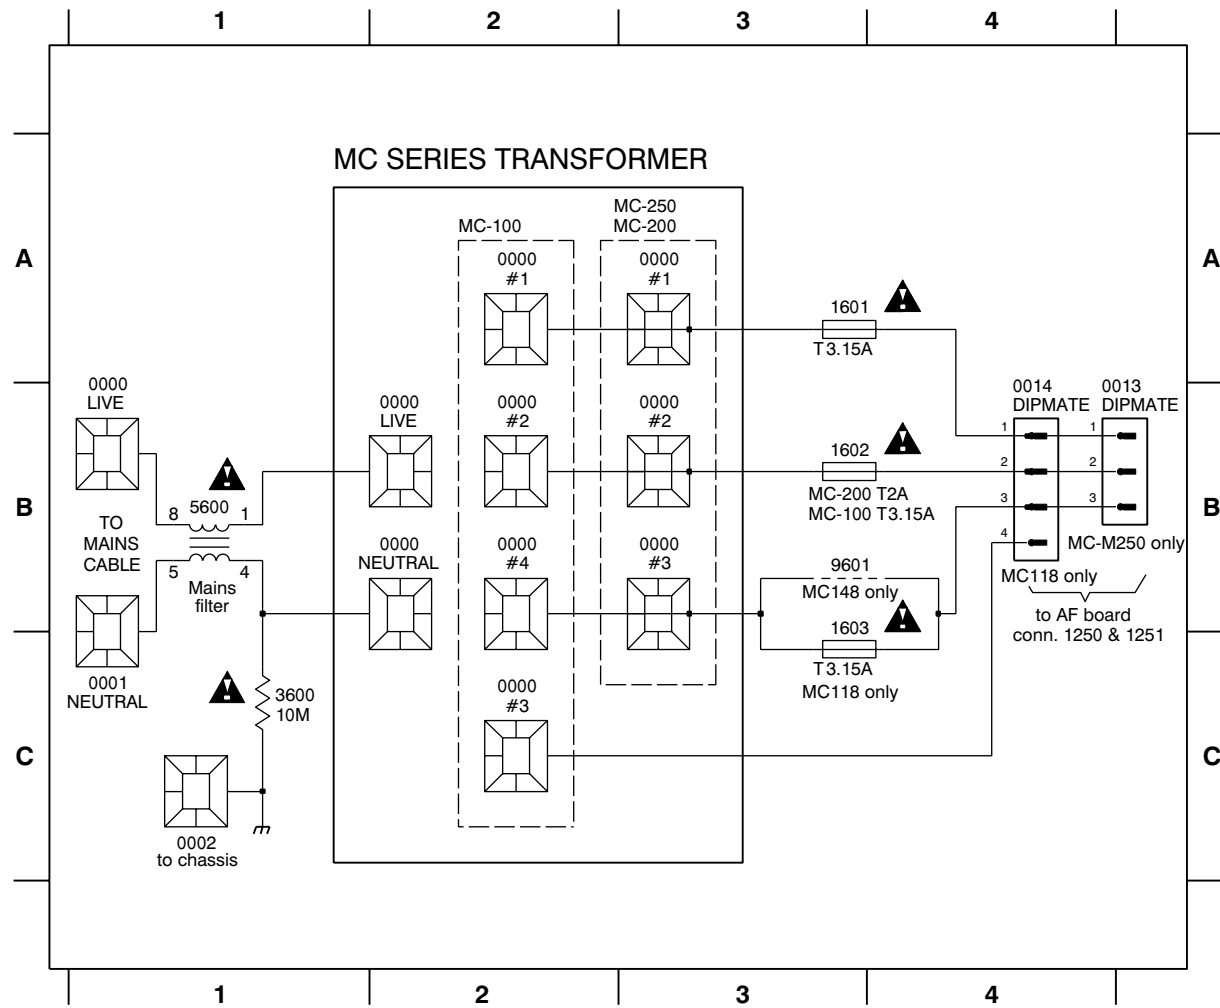 1 2 3 4
MC SERIES TRANSFORMER
MC-250
MC-200
MC-100
A A
0000
#1
0000
#1
1601
T3.15A
0000
LIVE
0000
LIVE
0000
#2
0000
#2
1602
MC-200 T2A
MC-100 T3.15A
0014
DIPMATE
0013
DIPMATE
1
2
3
4
1
2
3
MC-M250 only
MC118 only
to AF board
conn. 1250 & 1251
B B
TO
MAINS
CABLE
8 5600 1
5 4
Mains
filter
0000
NEUTRAL
0000
#4
0000
#3
9601
MC148 only
1603
T3.15A
MC118 only
0001
NEUTRAL
3600
10M
0000
#3
C C
0002
to chassis
1 2 3 4